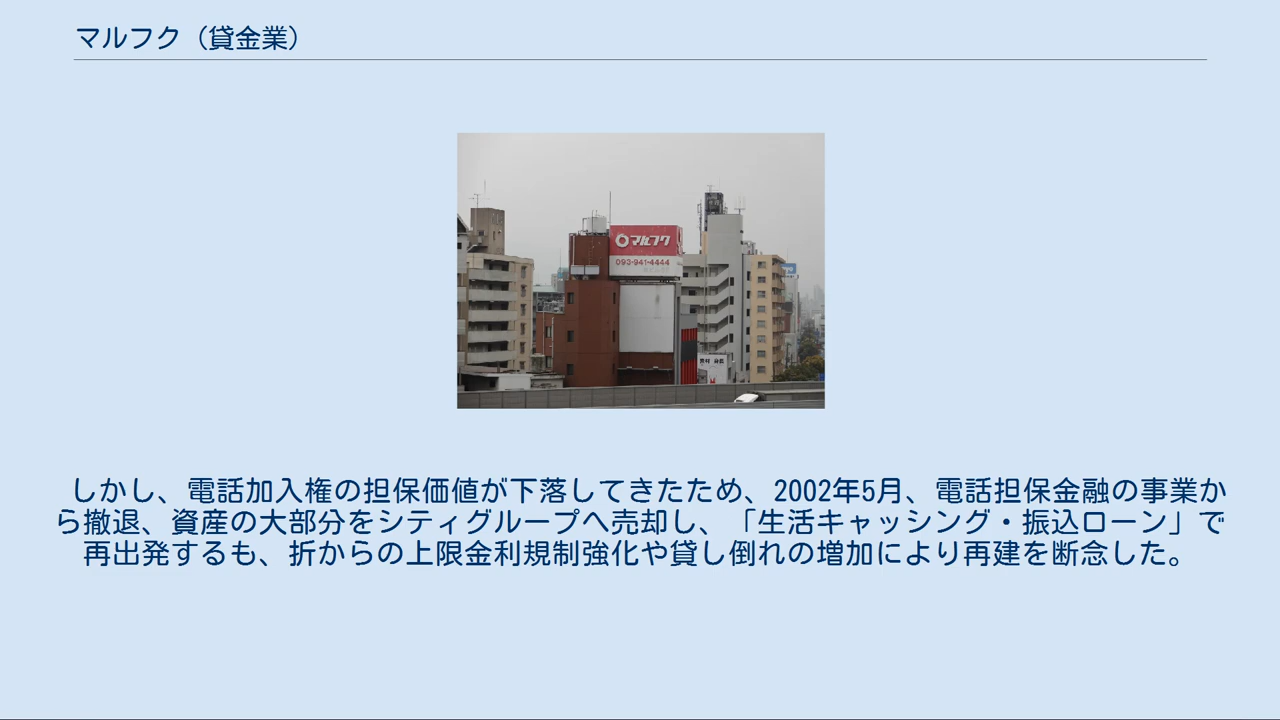 マルフク（貸金業）
マルフク
093-941-4444
しかし、電話加入権の担保価値が下落してきたため、2002年5月、電話担保金融の事業か
ら撤退、資産の大部分をシティグループへ売却し、「生活キャッシング・振込ローン」で
再出発するも、折からの上限金利規制強化や貸し倒れの増加により再建を断念した。